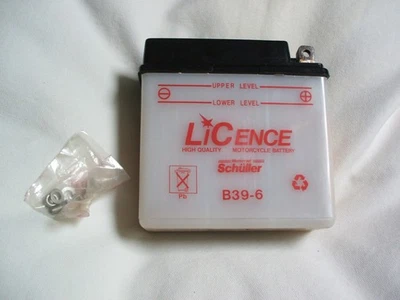 UPPER LEVEL
LOWER LEVEL
LiCENCE
HIGH QUALITY MOTORCYCLE BATTERY
Schüller
Pb
B39-6